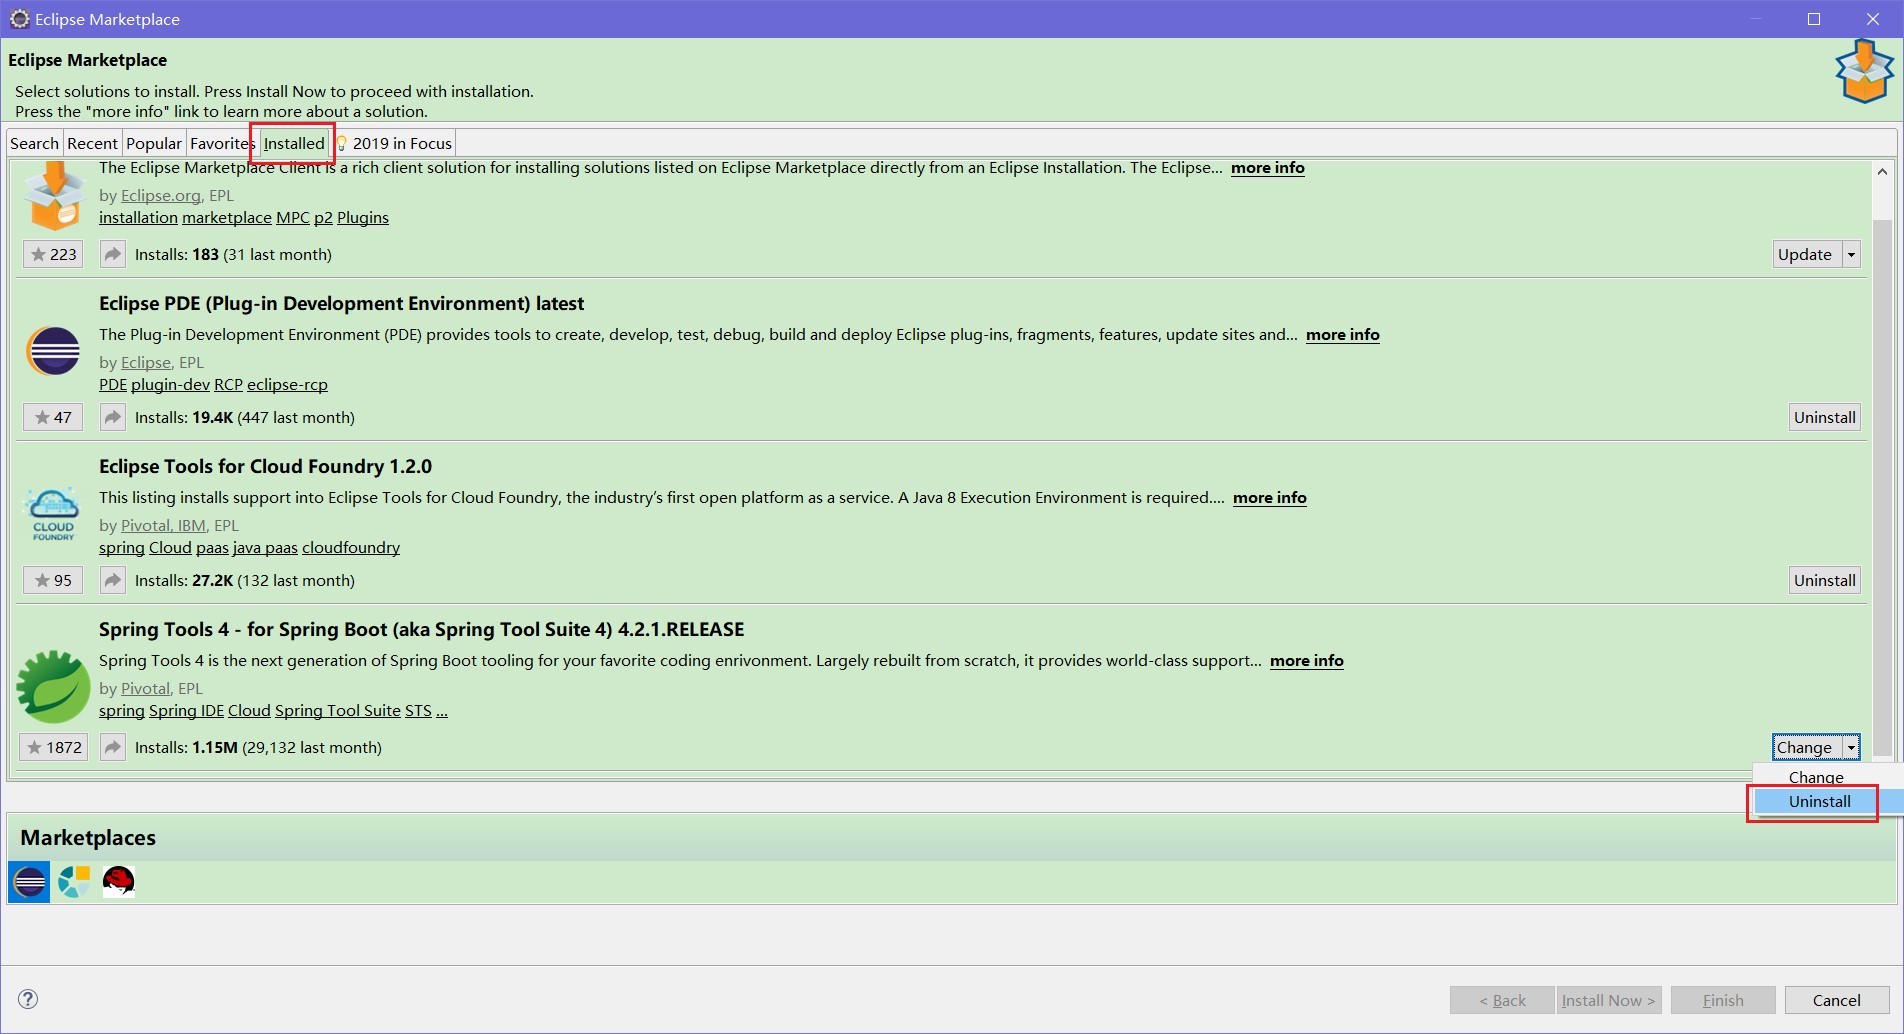 Eclipse Marketplace
Eclipse Marketplace
Select solutions to install. Press Install Now to proceed with installation.
Press the "more info" link to learn more about a solution.
Search Recent Popular Favorites Installed 2019 in Focus
The Eclipse Marketplace Client is a rich client solution for installing solutions listed on Eclipse Marketplace directly from an Eclipse Installation. The Eclipse... more info
by Eclipse.org, EPL
installation marketplace MPC p2 Plugins
223 Installs: 183 (31 last month) Update
Eclipse PDE (Plug-in Development Environment) latest
The Plug-in Development Environment (PDE) provides tools to create, develop, test, debug, build and deploy Eclipse plug-ins, fragments, features, update sites and... more info
by Eclipse, EPL
PDE plugin-dev RCP eclipse-rcp
47 Installs: 19.4K (447 last month) Uninstall
Eclipse Tools for Cloud Foundry 1.2.0
This listing installs support into Eclipse Tools for Cloud Foundry, the industry's first open platform as a service. A Java 8 Execution Environment is required.... more info
CLOUD
FOUNDRY
by Pivotal, IBM, EPL
spring Cloud paas java paas cloudfoundry
95 Installs: 27.2K (132 last month) Uninstall
Spring Tools 4 - for Spring Boot (aka Spring Tool Suite 4) 4.2.1.RELEASE
Spring Tools 4 is the next generation of Spring Boot tooling for your favorite coding enrivonment. Largely rebuilt from scratch, it provides world-class support... more info
by Pivotal, EPL
spring Spring IDE Cloud Spring Tool Suite STS ...
1872 Installs: 1.15M (29,132 last month) Change
Change
Uninstall
Marketplaces
? < Back Install Now > Finish Cancel